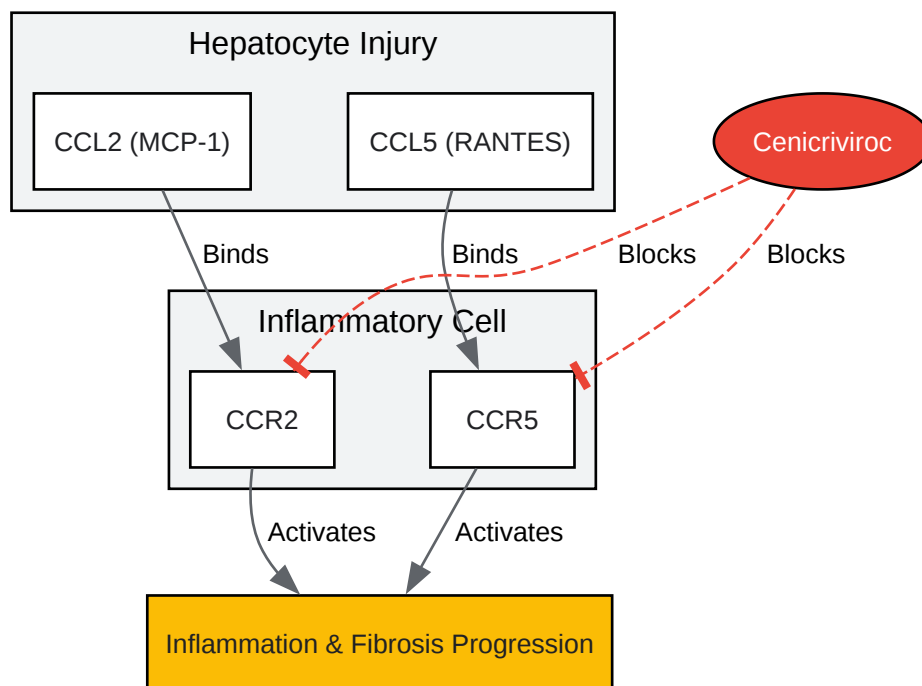 Hepatocyte Injury
CCL2 (MCP-1)
CCL5 (RANTES)
Cenicriviroc
Binds
Binds
Blocks
Blocks
Inflammatory Cell
CCR2
CCR5
Activates
Activates
Inflammation & Fibrosis Progression